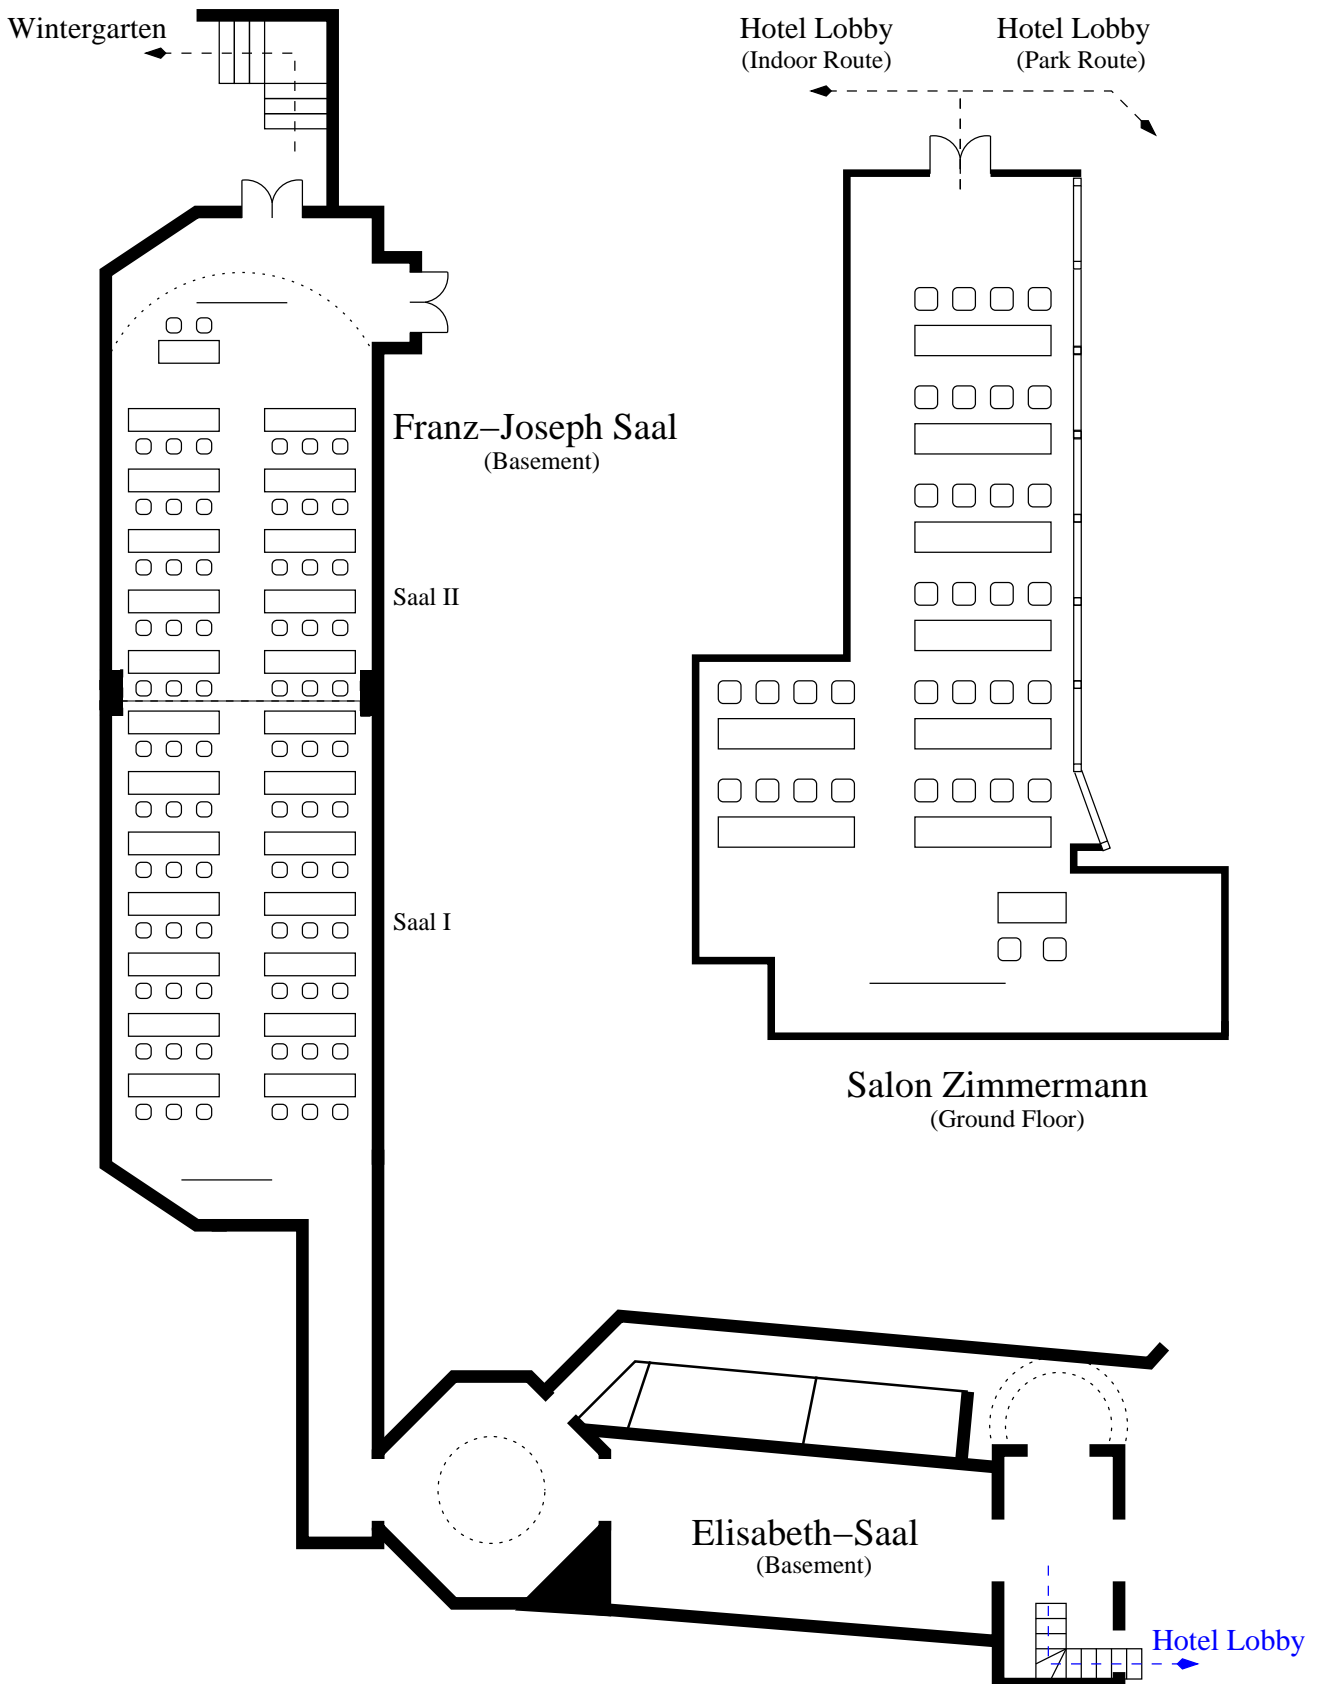 Wintergarten
Hotel Lobby
(Indoor Route)
Hotel Lobby
(Park Route)
Franz–Joseph Saal
(Basement)
Saal II
Saal I
Salon Zimmermann
(Ground Floor)
Elisabeth–Saal
(Basement)
Hotel Lobby